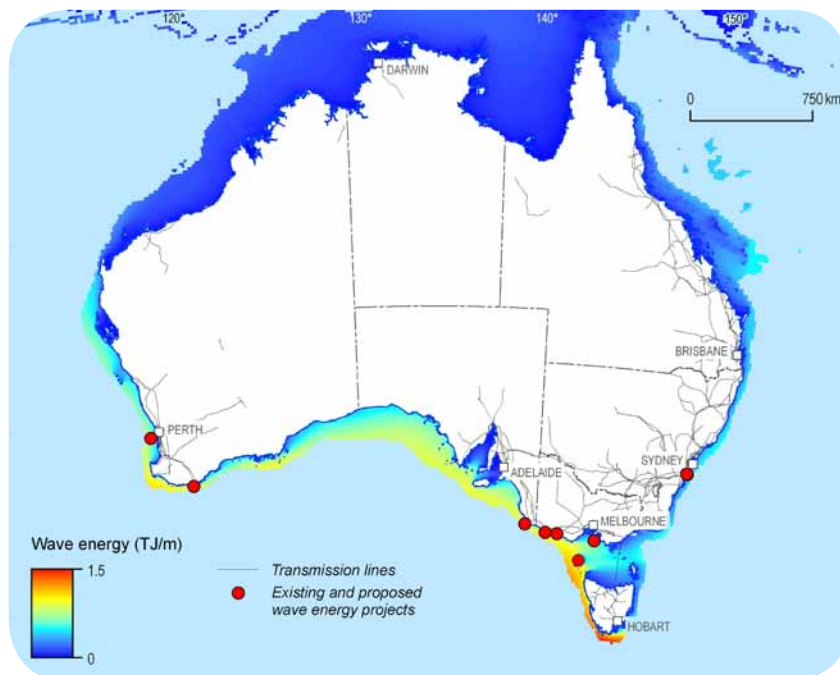 120°
130°
140°
150°
DARWIN
0
750 km
BRISBANE
PERTH
SYDNEY
ADELAIDE
MELBOURNE
Wave energy (TJ/m)
1.5
0
Transmission lines
Existing and proposed
wave energy projects
HOBART